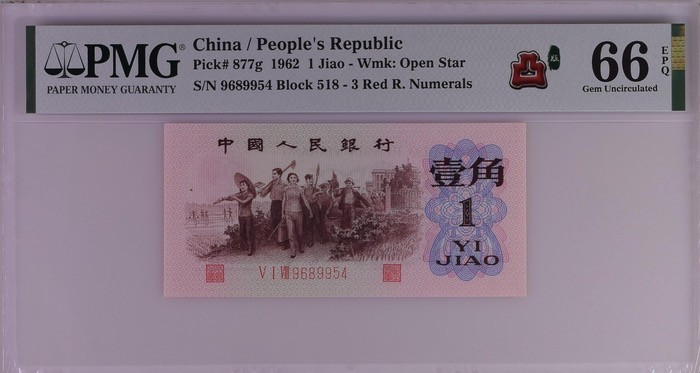 PMG®
PAPER MONEY GUARANTY
China / People's Republic
Pick# 877g 1962 1 Jiao - Wmk: Open Star
S/N 9689954 Block 518 - 3 Red R. Numerals
凸版
66 EPQ
Gem Uncirculated
中國人民銀行
壹角
1
YI
JIAO
V I VIII 9689954